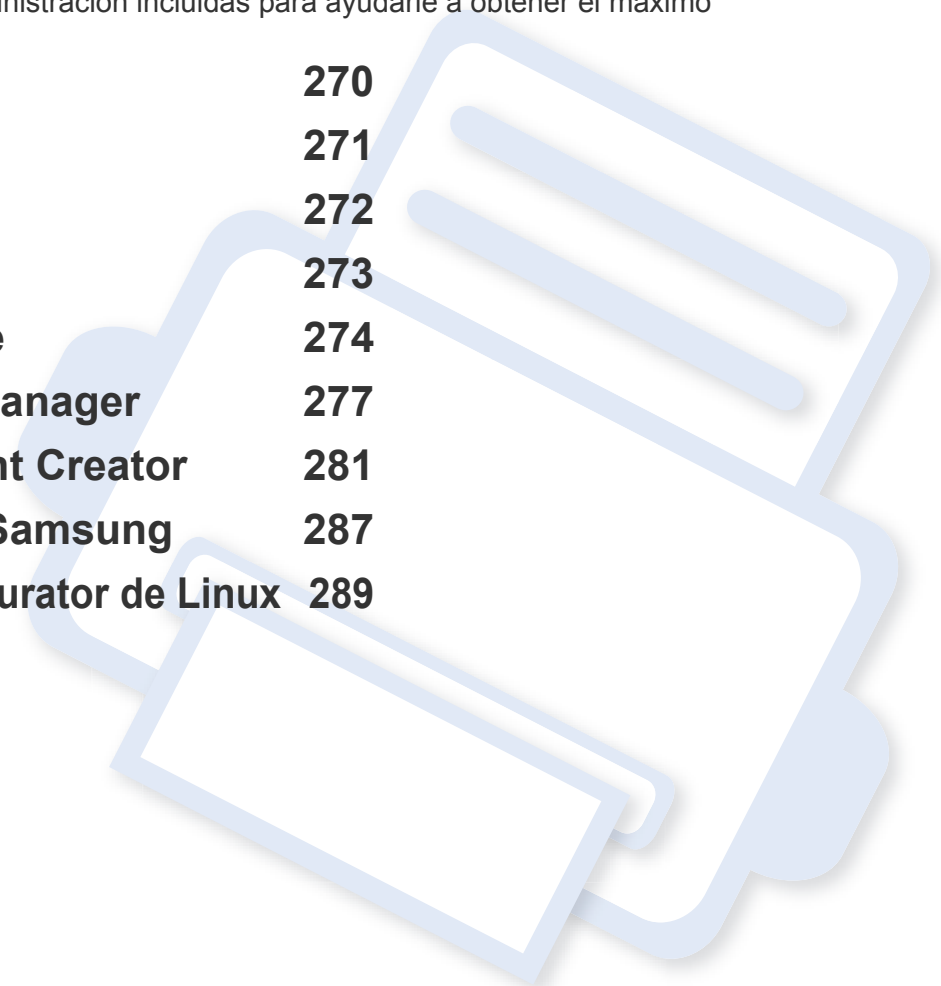 nistración incluidas para ayudarle a obtener el máximo
270
271
272
273
274
anager 277
nt Creator 281
Samsung 287
urator de Linux 289